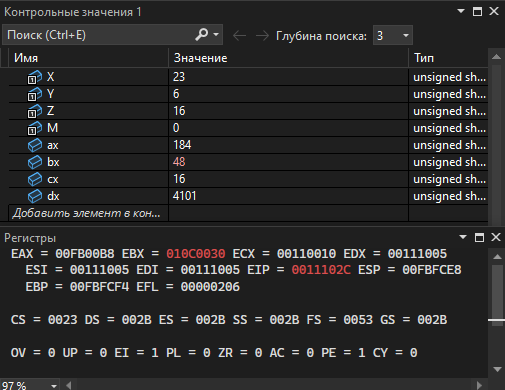 Контрольные значения 1
Поиск (Ctrl+E) Глубина поиска: 3
Имя Значение Тип
X 23 unsigned sh...
Y 6 unsigned sh...
Z 16 unsigned sh...
M 0 unsigned sh...
ax 184 unsigned sh...
bx 48 unsigned sh...
cx 16 unsigned sh...
dx 4101 unsigned sh...
Добавить элемент в кон...
Регистры
EAX = 00FB00B8 EBX = 010C0030 ECX = 00110010 EDX = 00111005
ESI = 00111005 EDI = 00111005 EIP = 0011102C ESP = 00FBFCE8
EBP = 00FBFCF4 EFL = 00000206
CS = 0023 DS = 002B ES = 002B SS = 002B FS = 0053 GS = 002B
OV = 0 UP = 0 EI = 1 PL = 0 ZR = 0 AC = 0 PE = 1 CY = 0
97 %